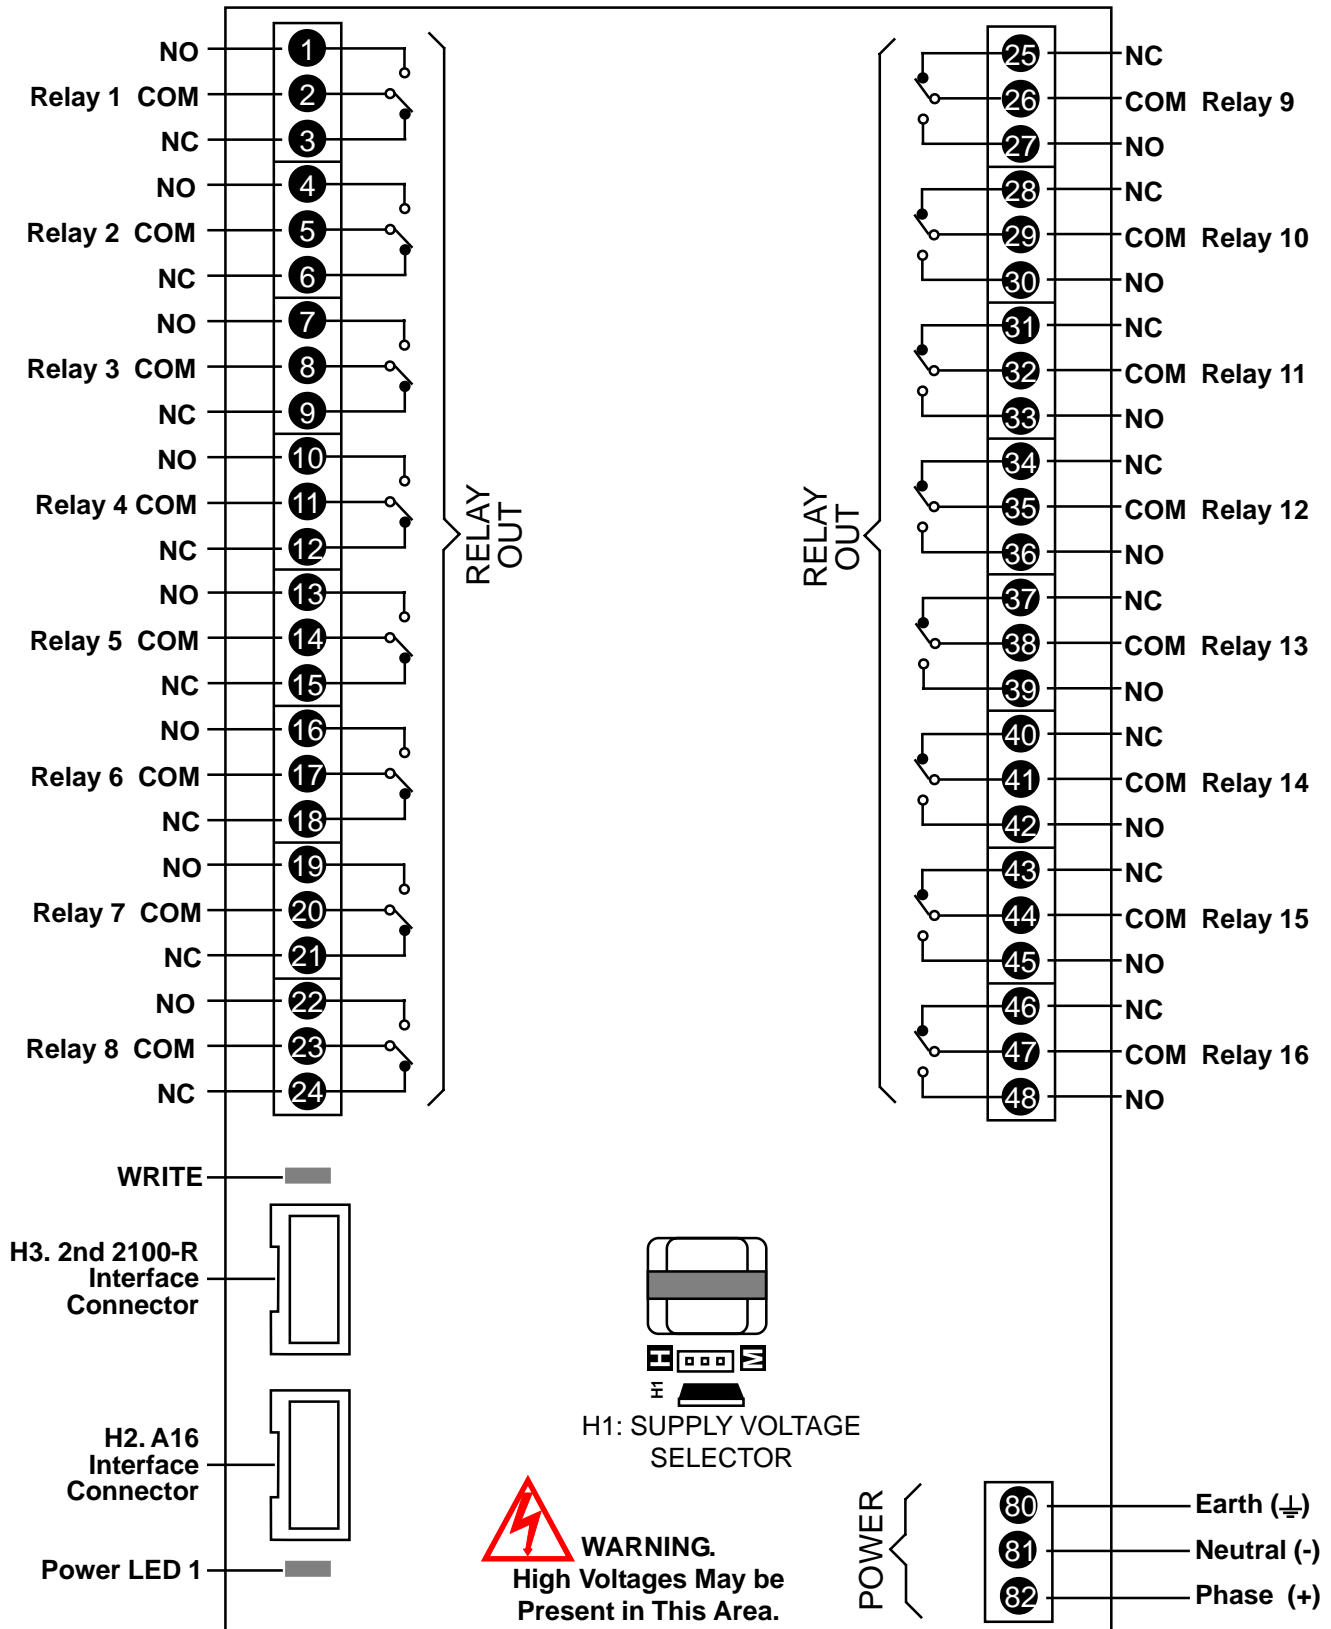 NO 1
Relay 1 COM 2
NC 3
NO 4
Relay 2 COM 5
NC 6
NO 7
Relay 3 COM 8
NC 9
NO 10
Relay 4 COM 11
NC 12
NO 13
Relay 5 COM 14
NC 15
NO 16
Relay 6 COM 17
NC 18
NO 19
Relay 7 COM 20
NC 21
NO 22
Relay 8 COM 23
NC 24
RELAY
OUT
RELAY
OUT
25 NC
26 COM Relay 9
27 NO
28 NC
29 COM Relay 10
30 NO
31 NC
32 COM Relay 11
33 NO
34 NC
35 COM Relay 12
36 NO
37 NC
38 COM Relay 13
39 NO
40 NC
41 COM Relay 14
42 NO
43 NC
44 COM Relay 15
45 NO
46 NC
47 COM Relay 16
48 NO
WRITE
H3. 2nd 2100-R
Interface
Connector
H2. A16
Interface
Connector
Power LED 1
H M
H1
H1: SUPPLY VOLTAGE
SELECTOR
WARNING.
High Voltages May be
Present in This Area.
POWER
80 Earth (⏚)
81 Neutral (-)
82 Phase (+)